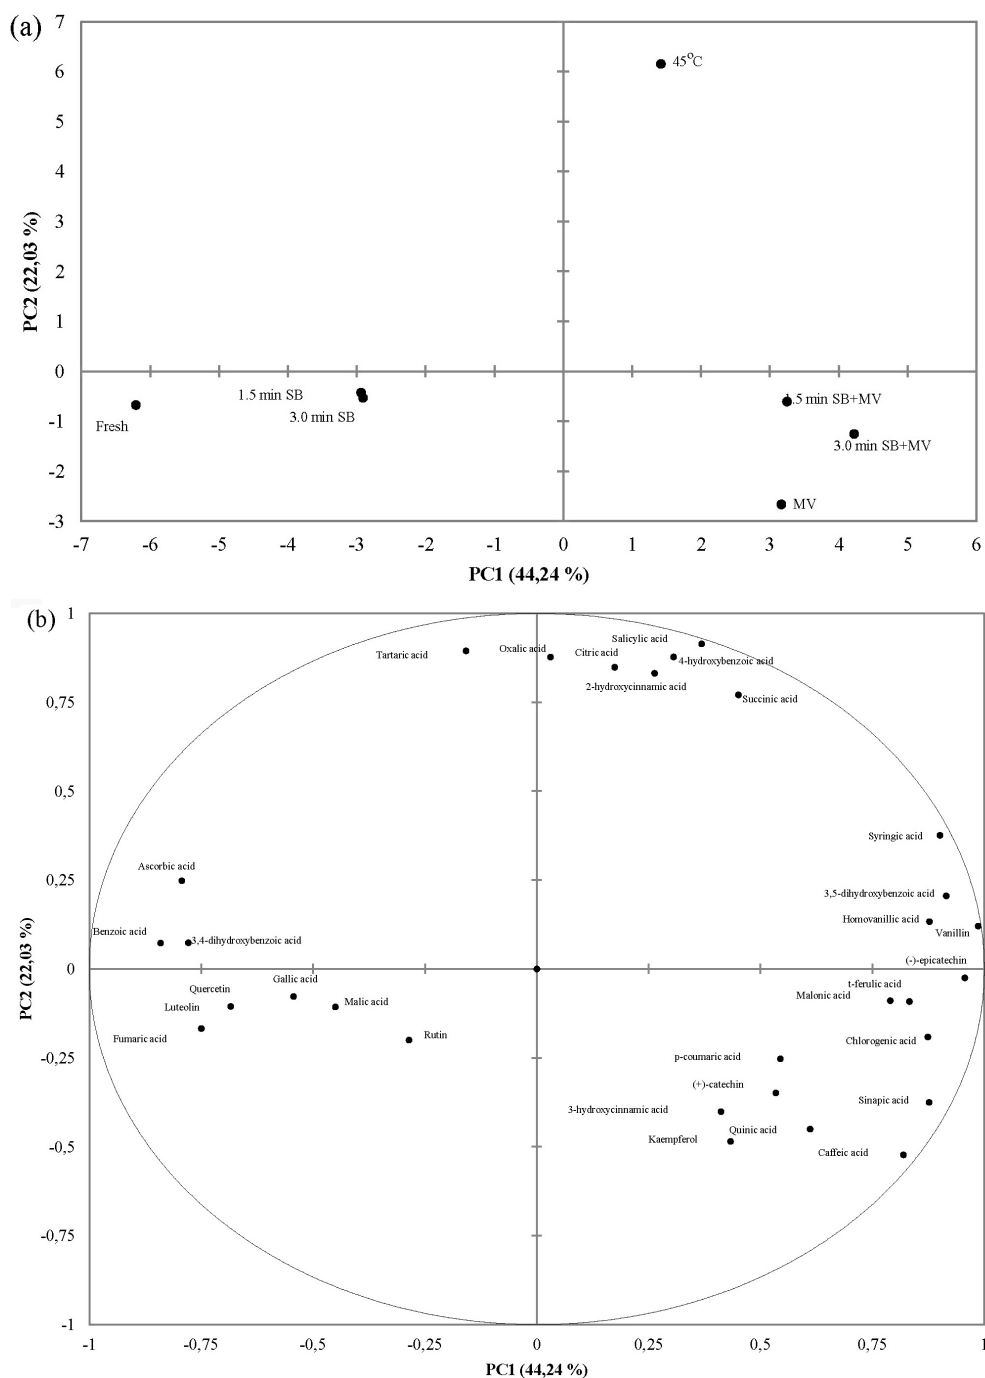 (a)
7
6
5
4
3
2
1
0
-1
-2
-3
PC2 (22,03 %)
45°C
1.5 min SB
3.0 min SB
Fresh
1.5 min SB+MV
3.0 min SB+MV
MV
-7 -6 -5 -4 -3 -2 -1 0 1 2 3 4 5 6
PC1 (44,24 %)
(b)
1
0,75
0,5
0,25
0
-0,25
-0,5
-0,75
-1
PC2 (22,03 %)
Salicylic acid
Oxalic acid
Citric acid
Tartaric acid
4-hydroxybenzoic acid
2-hydroxycinnamic acid
Succinic acid
Syringic acid
Ascorbic acid
3,5-dihydroxybenzoic acid
Homovanillic acid
Benzoic acid
Vanillin
3,4-dihydroxybenzoic acid
(-)-epicatechin
Gallic acid
t-ferulic acid
Quercetin
Malonic acid
Malic acid
Luteolin
Rutin
Fumaric acid
Chlorogenic acid
p-coumaric acid
(+)-catechin
Sinapic acid
3-hydroxycinnamic acid
Quinic acid
Kaempferol
Caffeic acid
-1 -0,75 -0,5 -0,25 0 0,25 0,5 0,75 1
PC1 (44,24 %)